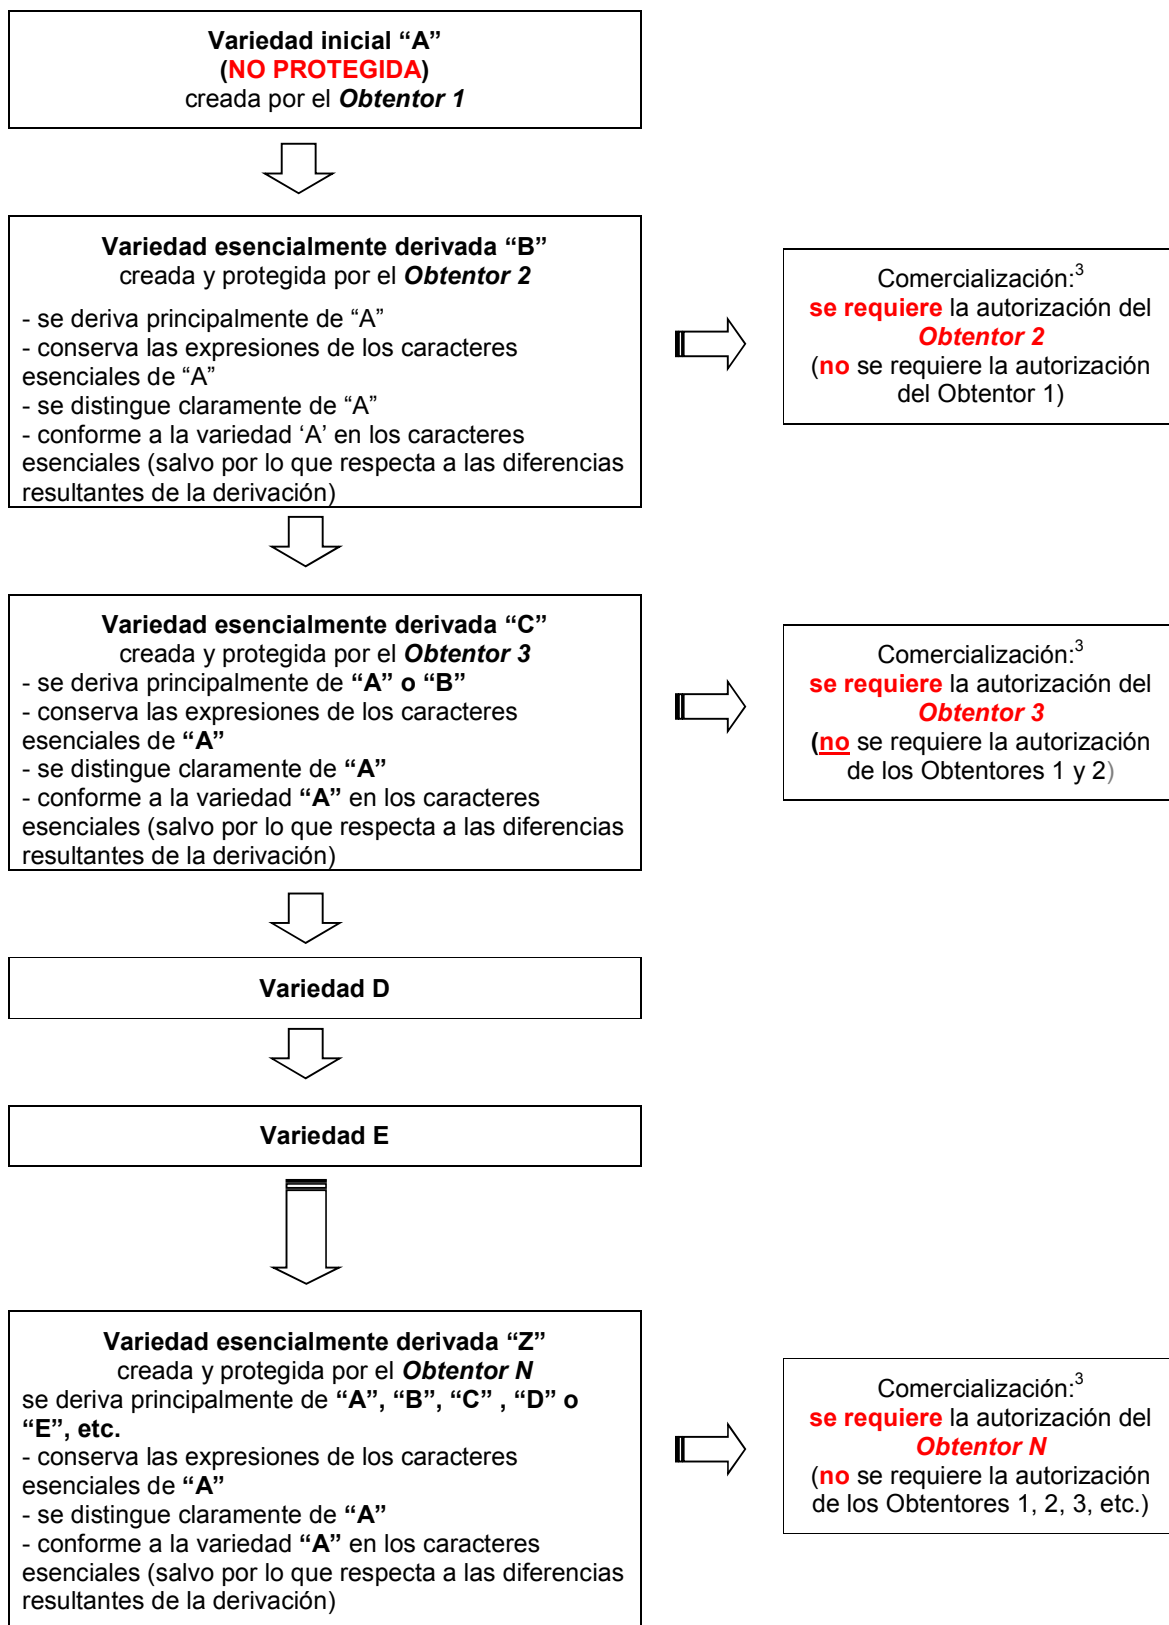 Variedad inicial “A”
(NO PROTEGIDA)
creada por el Obtentor 1
Variedad esencialmente derivada “B”
creada y protegida por el Obtentor 2
- se deriva principalmente de “A”
- conserva las expresiones de los caracteres
esenciales de “A”
- se distingue claramente de “A”
- conforme a la variedad ‘A’ en los caracteres
esenciales (salvo por lo que respecta a las diferencias
resultantes de la derivación)
Comercialización:3
se requiere la autorización del
Obtentor 2
(no se requiere la autorización
del Obtentor 1)
Variedad esencialmente derivada “C”
creada y protegida por el Obtentor 3
- se deriva principalmente de “A” o “B”
- conserva las expresiones de los caracteres
esenciales de “A”
- se distingue claramente de “A”
- conforme a la variedad “A” en los caracteres
esenciales (salvo por lo que respecta a las diferencias
resultantes de la derivación)
Comercialización:3
se requiere la autorización del
Obtentor 3
(no se requiere la autorización
de los Obtentores 1 y 2)
Variedad D
Variedad E
Variedad esencialmente derivada “Z”
creada y protegida por el Obtentor N
se deriva principalmente de “A”, “B”, “C” , “D” o
“E”, etc.
- conserva las expresiones de los caracteres
esenciales de “A”
- se distingue claramente de “A”
- conforme a la variedad “A” en los caracteres
esenciales (salvo por lo que respecta a las diferencias
resultantes de la derivación)
Comercialización:3
se requiere la autorización del
Obtentor N
(no se requiere la autorización
de los Obtentores 1, 2, 3, etc.)